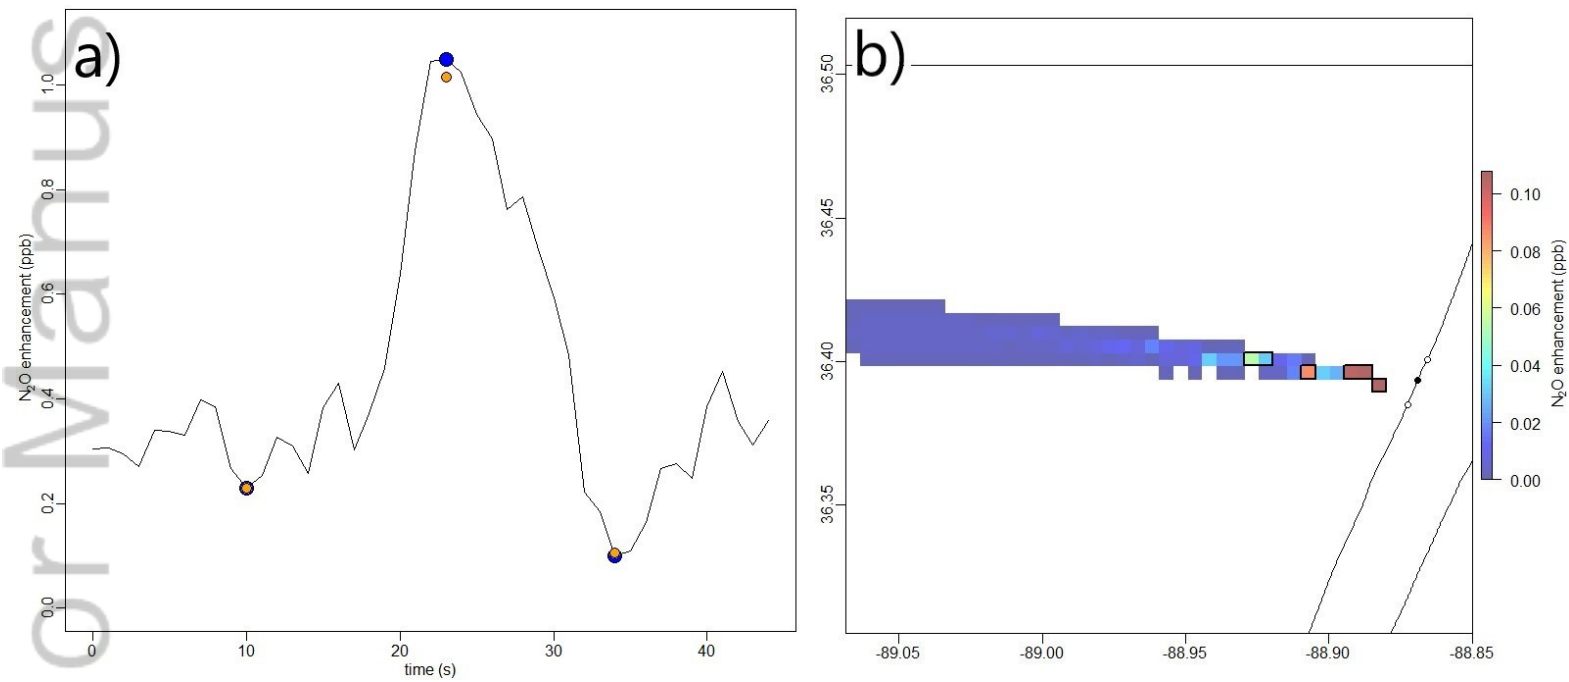 a)
N2O enhancement (ppb)
1.0
0.8
0.6
0.4
0.2
0.0
0 10 20 30 40
time (s)
b)
36.50
36.45
36.40
36.35
-89.05 -89.00 -88.95 -88.90 -88.85
0.10
0.08
0.06
0.04
0.02
0.00
N2O enhancement (ppb)
or Manus